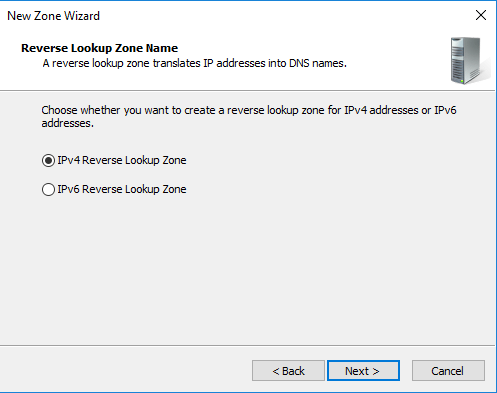 New Zone Wizard
Reverse Lookup Zone Name
A reverse lookup zone translates IP addresses into DNS names.
Choose whether you want to create a reverse lookup zone for IPv4 addresses or IPv6
addresses.
IPv4 Reverse Lookup Zone
IPv6 Reverse Lookup Zone
< Back
Next >
Cancel